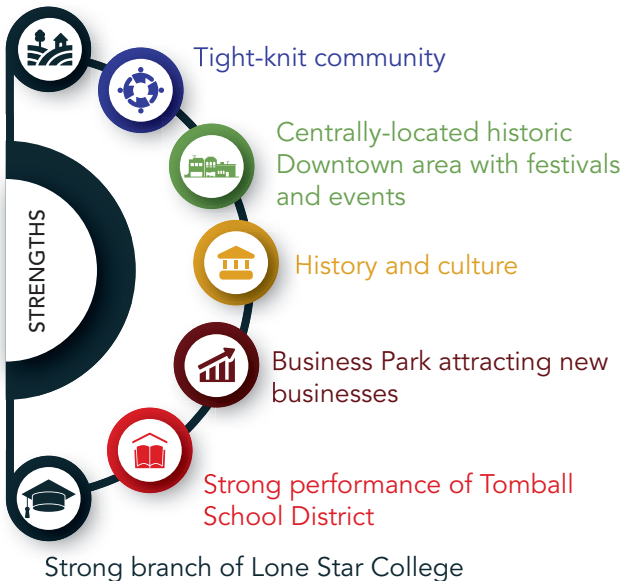 Tight-knit community
Centrally-located historic
Downtown area with festivals
and events
STRENGTHS
History and culture
Business Park attracting new
businesses
Strong performance of Tomball
School District
Strong branch of Lone Star College